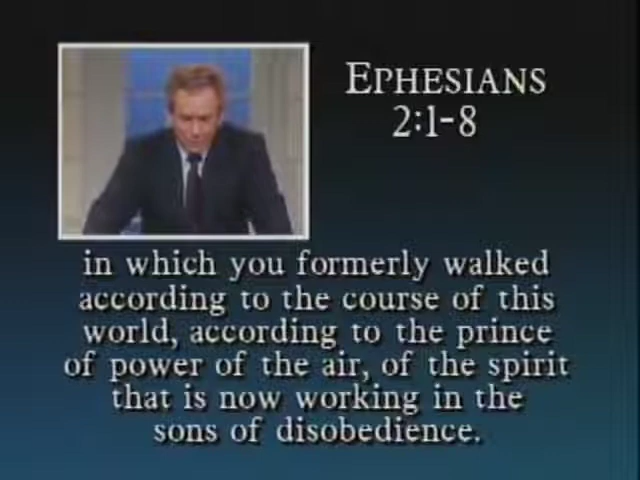 EPHESIANS
2:1-8
in which you formerly walked
according to the course of this
world, according to the prince
of power of the air, of the spirit
that is now working in the
sons of disobedience.